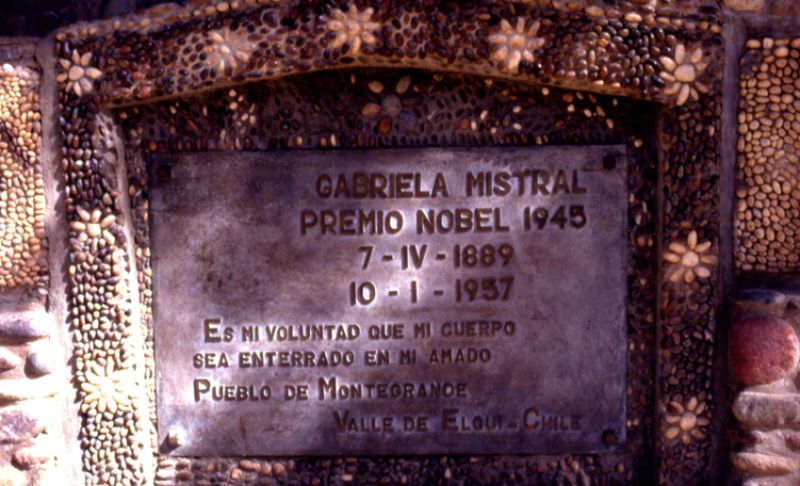 GABRIELA MISTRAL
PREMIO NOBEL 1945
7 - IV - 1889
10 - 1 - 1957
ES MI VOLUNTAD QUE MI CUERPO
SEA ENTERRADO EN MI AMADO
PUEBLO DE MONTEGRANDE
VALLE DE ELQUI - CHILE